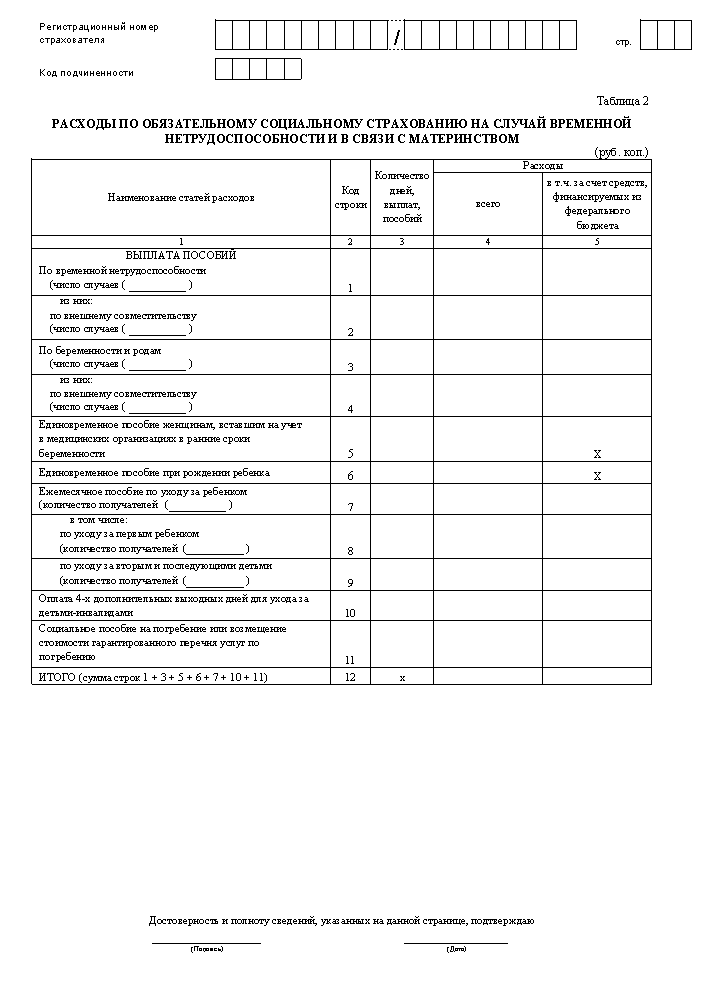 Регистрационный номер
страхователя
/
стр.
Код подчиненности
Таблица 2
РАСХОДЫ ПО ОБЯЗАТЕЛЬНОМУ СОЦИАЛЬНОМУ СТРАХОВАНИЮ НА СЛУЧАЙ ВРЕМЕННОЙ
НЕТРУДОСПОСОБНОСТИ И В СВЯЗИ С МАТЕРИНСТВОМ
(руб. коп.)
Наименование статей расходов
Код
строки
Количество
дней,
выплат,
пособий
Расходы
всего
в т.ч. за счет средств,
финансируемых из
федерального
бюджета
1 2 3 4 5
ВЫПЛАТА ПОСОБИЙ
По временной нетрудоспособности
(число случаев ( __________ ) 1
из них:
по внешнему совместительству
(число случаев ( __________ ) 2
По беременности и родам
(число случаев ( __________ ) 3
из них:
по внешнему совместительству
(число случаев ( __________ ) 4
Единовременное пособие женщинам, вставшим на учет
в медицинских организациях в ранние сроки
беременности 5 X
Единовременное пособие при рождении ребенка 6 X
Ежемесячное пособие по уходу за ребенком
(количество получателей (__________ ) 7
в том числе:
по уходу за первым ребенком
(количество получателей (__________ ) 8
по уходу за вторым и последующими детьми
(количество получателей (__________ ) 9
Оплата 4-х дополнительных выходных дней для ухода за
детьми-инвалидами 10
Социальное пособие на погребение или возмещение
стоимости гарантированного перечня услуг по
погребению 11
ИТОГО (сумма строк 1 + 3 + 5 + 6 + 7 + 10 + 11) 12 x
Достоверность и полноту сведений, указанных на данной странице, подтверждаю
(Подпись) (Дата)